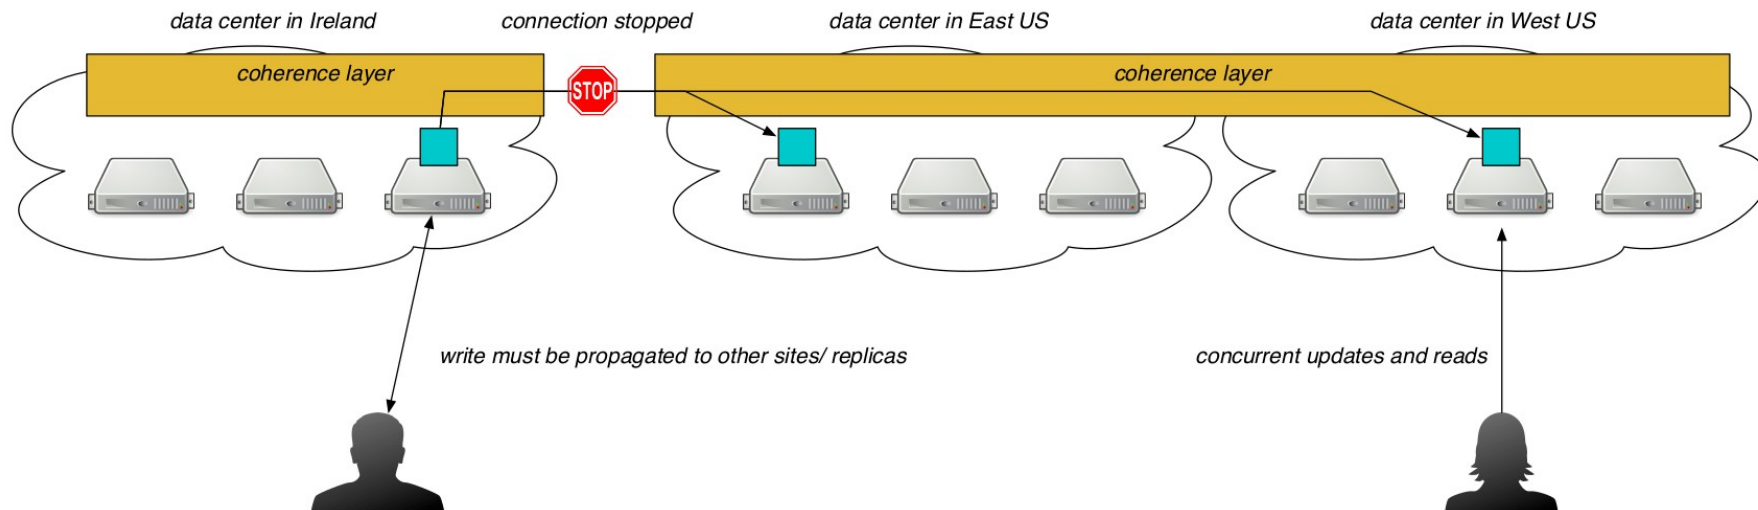 data center in Ireland
connection stopped
data center in East US
data center in West US
coherence layer
STOP
coherence layer
write must be propagated to other sites/ replicas
concurrent updates and reads